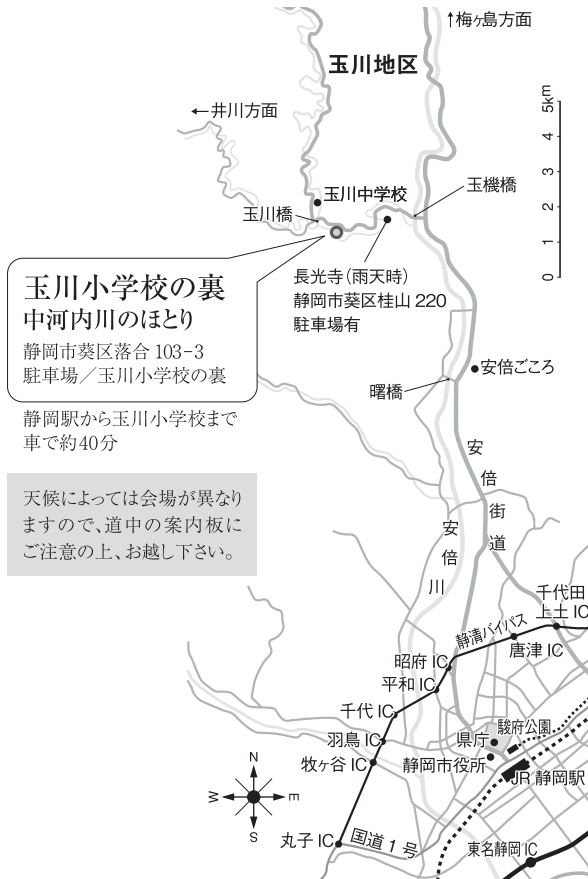 ↑梅ヶ島方面
玉川地区
←井川方面
5km
4
3
2
1
0
玉川中学校
玉機橋
玉川橋
長光寺（雨天時）
静岡市葵区桂山 220
駐車場有
玉川小学校の裏
中河内川のほとり
静岡市葵区落合 103-3
駐車場／玉川小学校の裏
静岡駅から玉川小学校まで
車で約40分
天候によっては会場が異なり
ますので、道中の案内板に
ご注意の上、お越し下さい。
安倍ごころ
曙橋
安倍街道
安倍川
千代田
上土 IC
静清バイパス
唐津 IC
昭府 IC
平和 IC
千代 IC
羽鳥 IC
牧ヶ谷 IC
駿府公園
県庁
静岡市役所
JR 静岡駅
N
W
E
S
丸子 IC
国道 1 号
東名静岡 IC